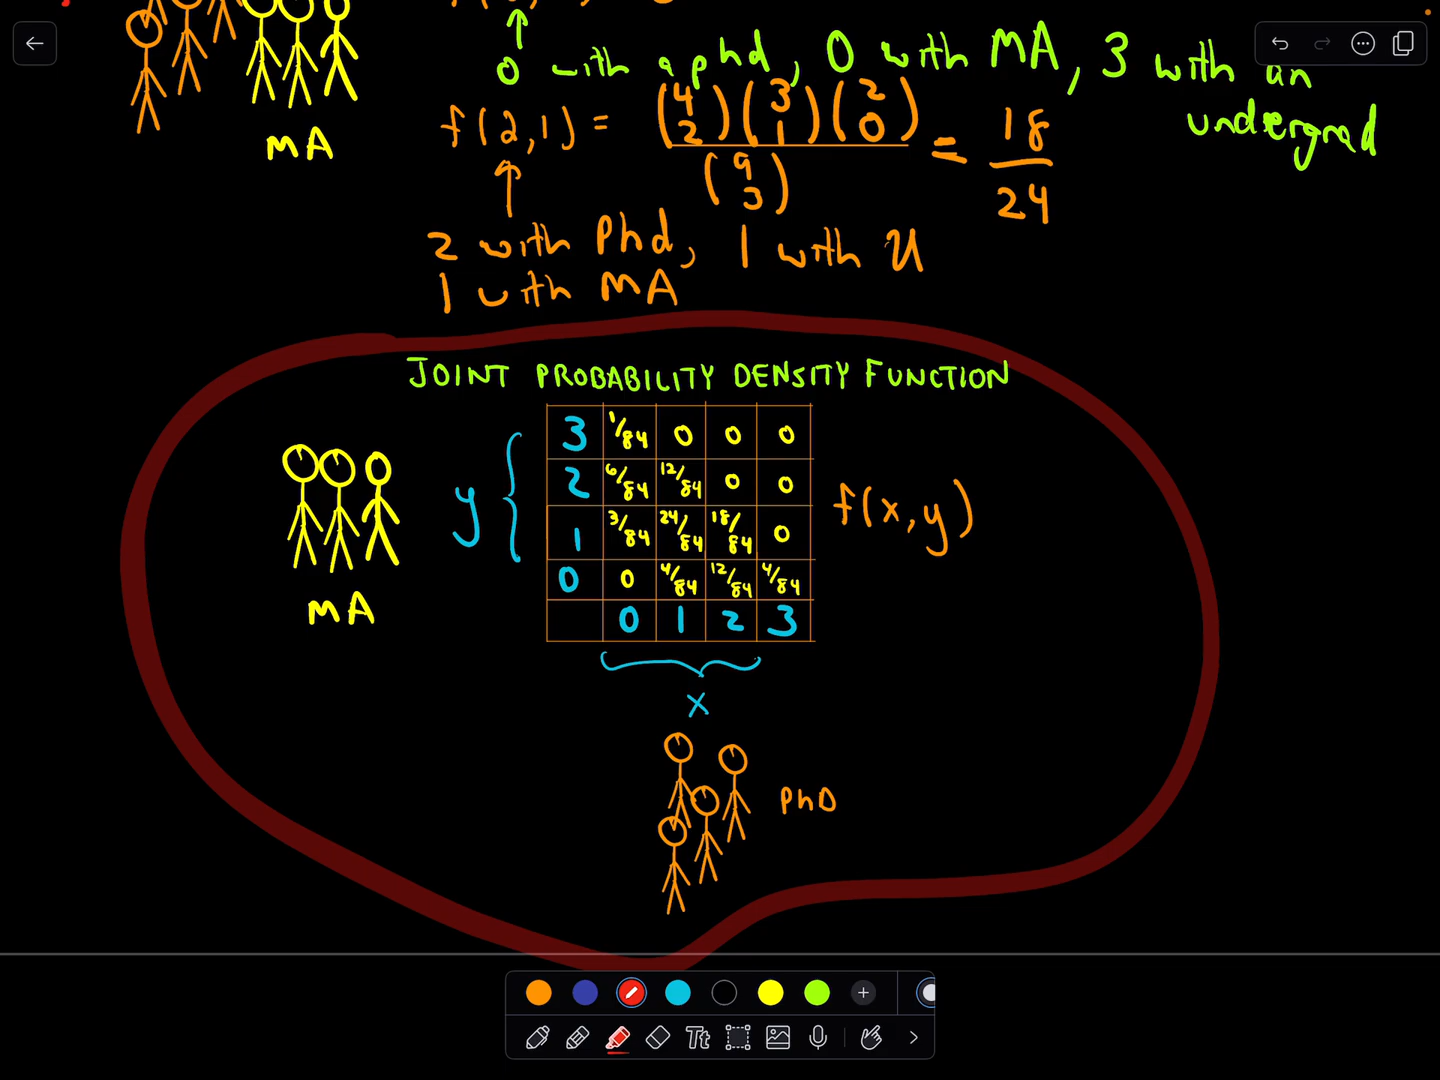 0 with a phd, 0 with MA, 3 with an
undergrad
MA
f(2,1) = (4 2)(3 1)(2 0) / (9 3) = 18/24
2 with Phd, 1 with U
1 with MA
JOINT PROBABILITY DENSITY FUNCTION
3 1/84 0 0 0
2 6/84 12/84 0 0
y f(x,y)
1 3/84 24/84 18/84 0
0 0 4/84 12/84 4/84
MA
0 1 2 3
x
PhD
Tt